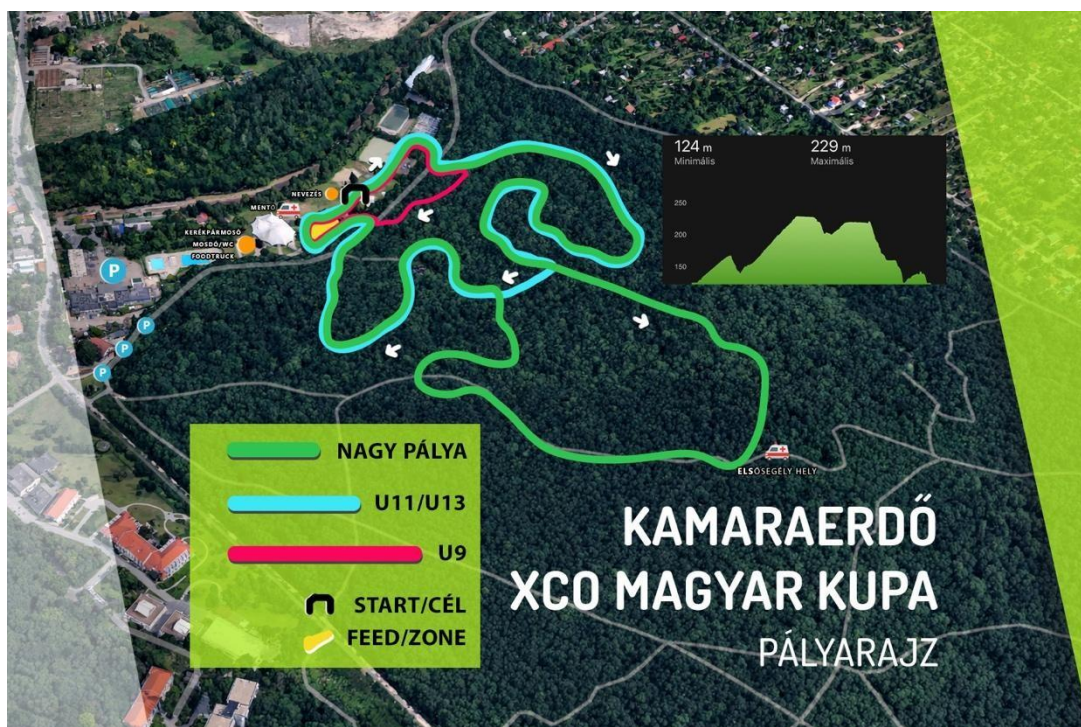 124 m
229 m
Minimális
Maximális
250
200
150
NEVEZÉS
MENTŐ
KERÉKPÁRMOSÓ
MOSDÓ/WC
FOODTRUCK
P
P
P
P
ELSŐSEGÉLY HELY
NAGY PÁLYA
U11/U13
U9
START/CÉL
FEED/ZONE
KAMARAERDŐ
XCO MAGYAR KUPA
PÁLYARAJZ